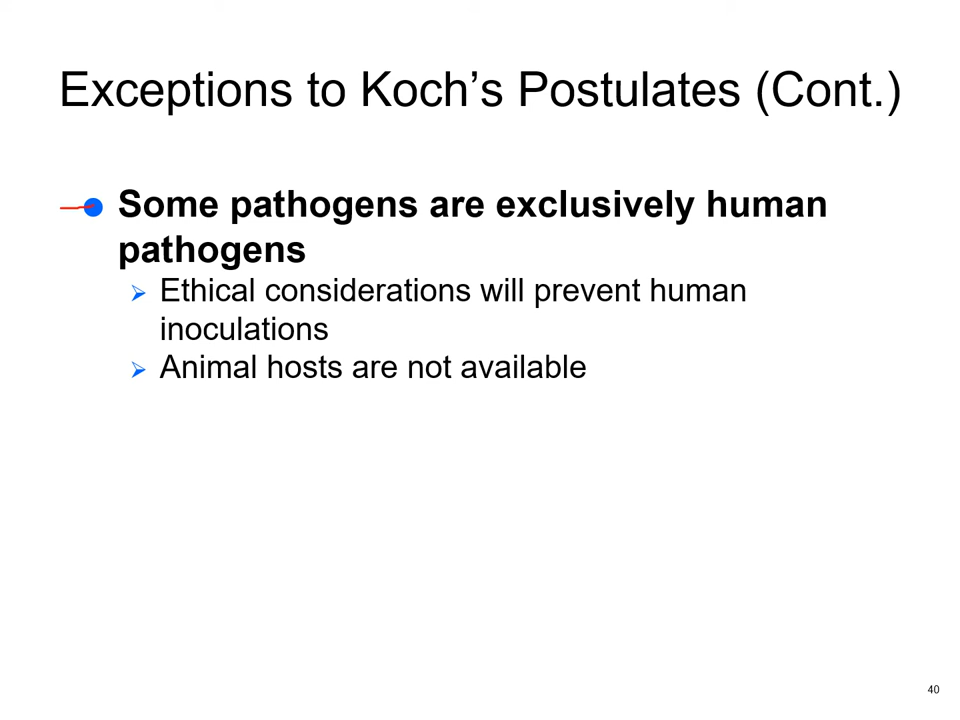 Exceptions to Koch’s Postulates (Cont.)
Some pathogens are exclusively human
pathogens
Ethical considerations will prevent human
inoculations
Animal hosts are not available
40